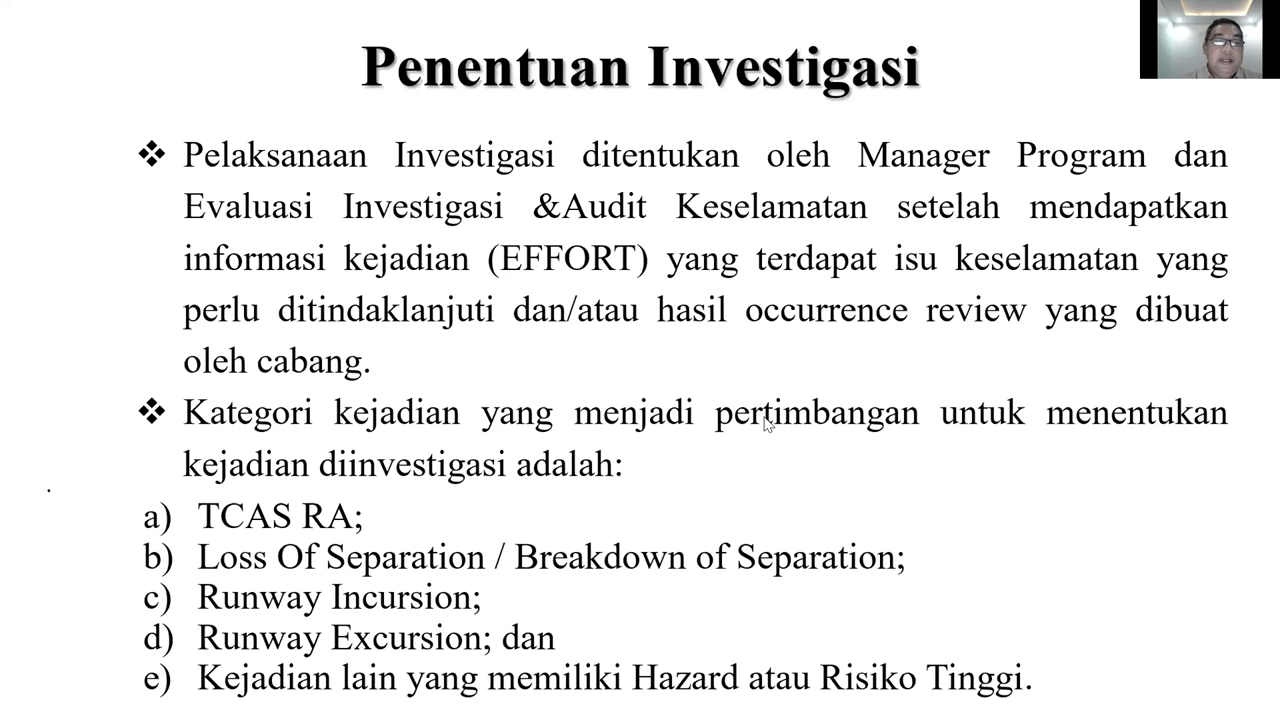 Penentuan Investigasi
❖ Pelaksanaan Investigasi ditentukan oleh Manager Program dan
Evaluasi Investigasi &Audit Keselamatan setelah mendapatkan
informasi kejadian (EFFORT) yang terdapat isu keselamatan yang
perlu ditindaklanjuti dan/atau hasil occurrence review yang dibuat
oleh cabang.
❖ Kategori kejadian yang menjadi pertimbangan untuk menentukan
kejadian diinvestigasi adalah:
.
a) TCAS RA;
b) Loss Of Separation / Breakdown of Separation;
c) Runway Incursion;
d) Runway Excursion; dan
e) Kejadian lain yang memiliki Hazard atau Risiko Tinggi.